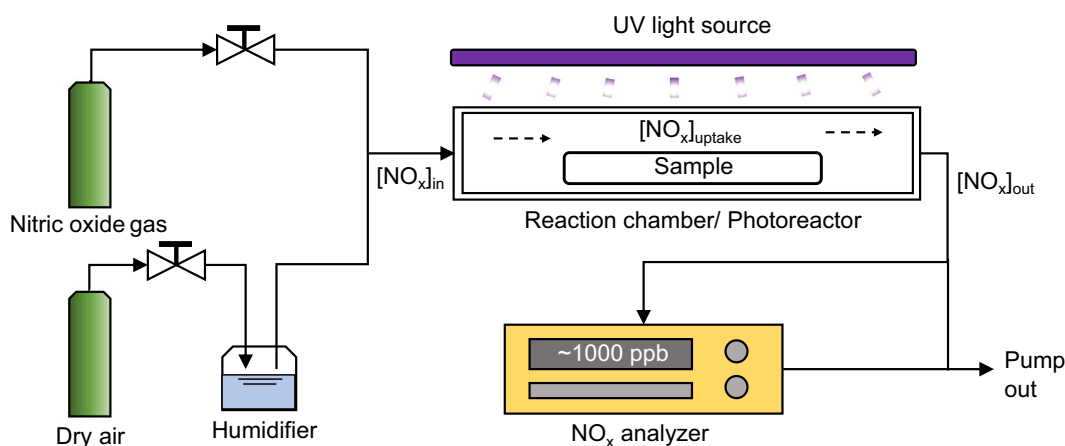 UV light source
[NOx]uptake
Sample
[NOx]in
[NOx]out
Nitric oxide gas
Reaction chamber/ Photoreactor
~1000 ppb
Pump
out
Dry air
Humidifier
NOx analyzer